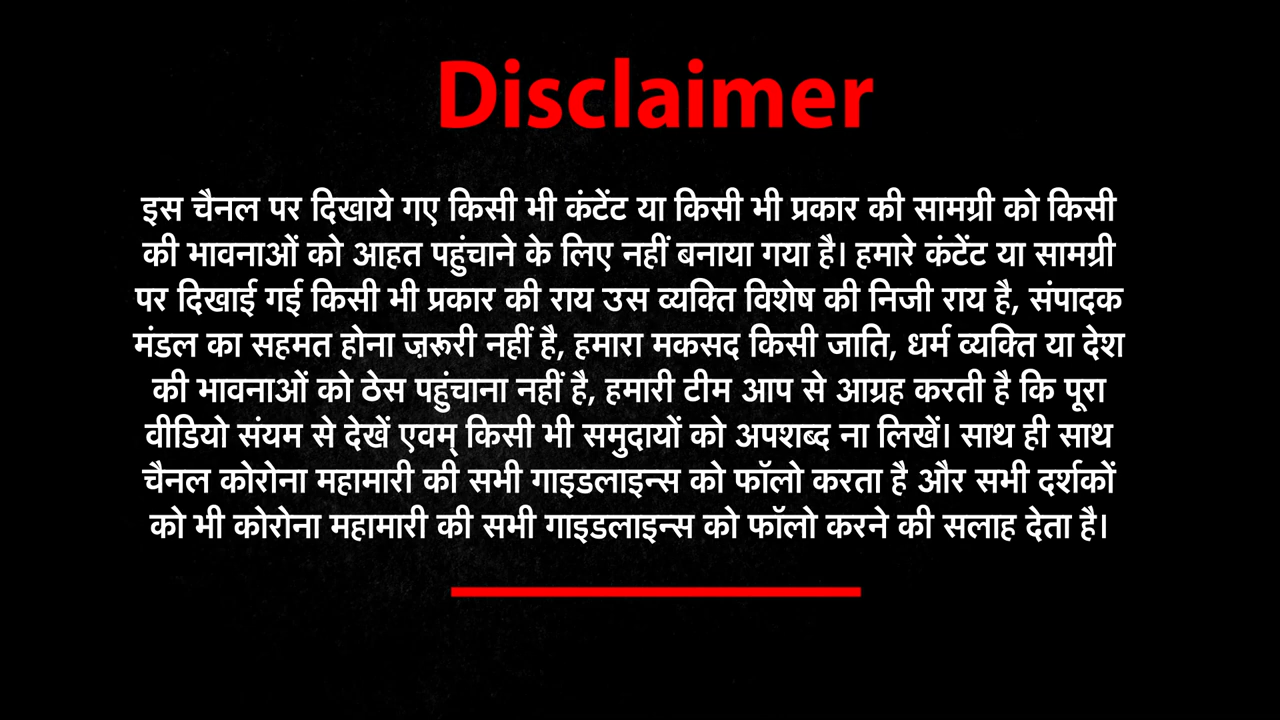 Disclaimer
इस चैनल पर दिखाये गए किसी भी कंटेंट या किसी भी प्रकार की सामग्री को किसी
की भावनाओं को आहत पहुंचाने के लिए नहीं बनाया गया है। हमारे कंटेंट या सामग्री
पर दिखाई गई किसी भी प्रकार की राय उस व्यक्ति विशेष की निजी राय है, संपादक
मंडल का सहमत होना ज़रूरी नहीं है, हमारा मकसद किसी जाति, धर्म व्यक्ति या देश
की भावनाओं को ठेस पहुंचाना नहीं है, हमारी टीम आप से आग्रह करती है कि पूरा
वीडियो संयम से देखें एवम् किसी भी समुदायों को अपशब्द ना लिखें। साथ ही साथ
चैनल कोरोना महामारी की सभी गाइडलाइन्स को फॉलो करता है और सभी दर्शकों
को भी कोरोना महामारी की सभी गाइडलाइन्स को फॉलो करने की सलाह देता है।